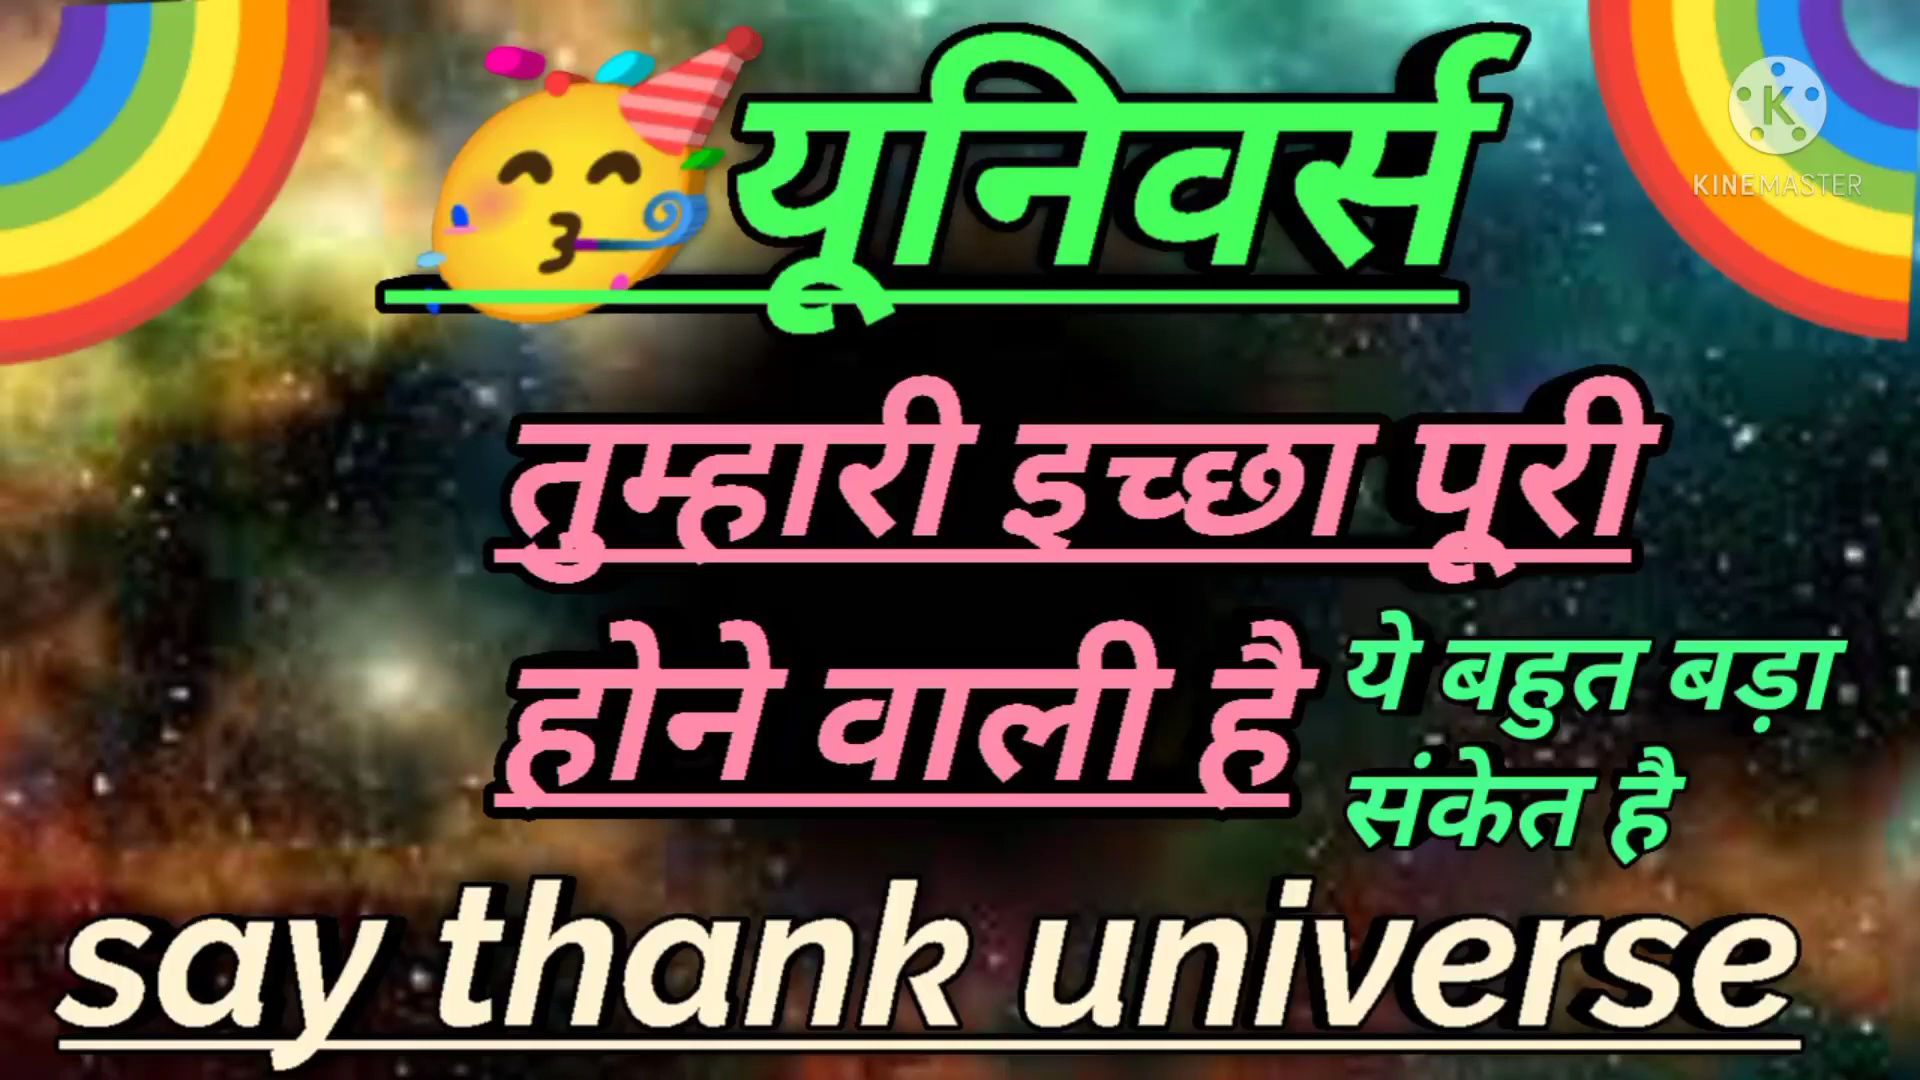 यूनिवर्स
KINEMASTER
तुम्हारी इच्छा पूरी
होने वाली है
ये बहुत बड़ा
संकेत है
say thank universe